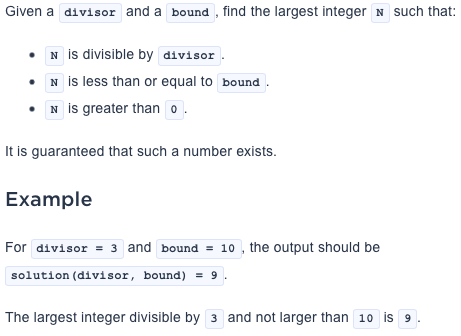 Given a divisor and a bound, find the largest integer N such that:
• N is divisible by divisor.
• N is less than or equal to bound.
• N is greater than 0.
It is guaranteed that such a number exists.
Example
For divisor = 3 and bound = 10, the output should be
solution(divisor, bound) = 9.
The largest integer divisible by 3 and not larger than 10 is 9.